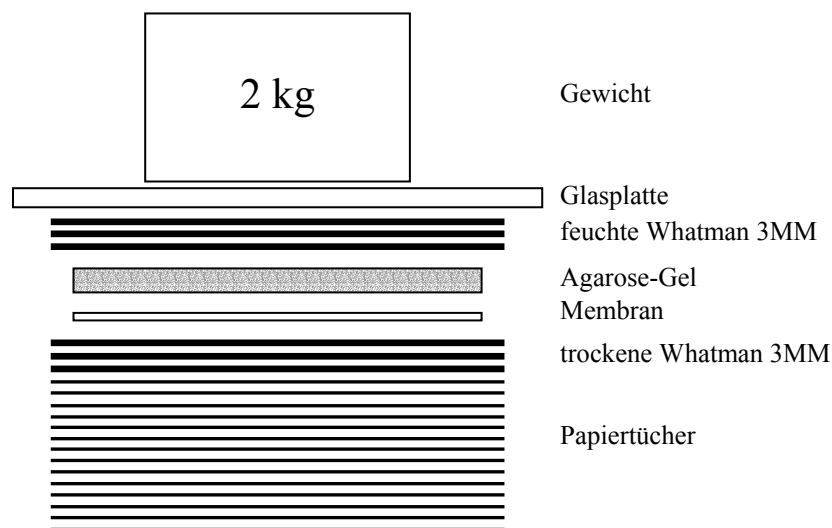 2 kg
Gewicht
Glasplatte
feuchte Whatman 3MM
Agarose-Gel
Membran
trockene Whatman 3MM
Papiertücher